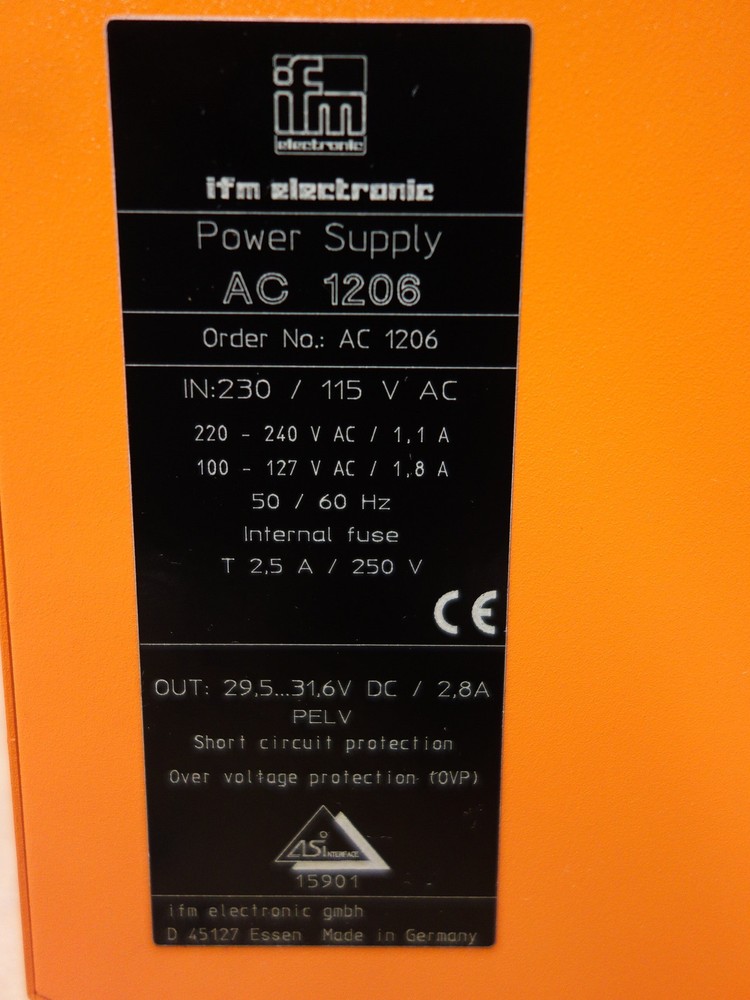 ifm
electronic
ifm electronic
Power Supply
AC 1206
Order No.: AC 1206
IN:230 / 115 V AC
220 - 240 V AC / 1,1 A
100 - 127 V AC / 1,8 A
50 / 60 Hz
Internal fuse
T 2,5 A / 250 V
CE
OUT: 29,5...31,6V DC / 2,8A
PELV
Short circuit protection
Over voltage protection (OVP)
ASi INTERFACE
15901
ifm electronic gmbh
D 45127 Essen Made in Germany